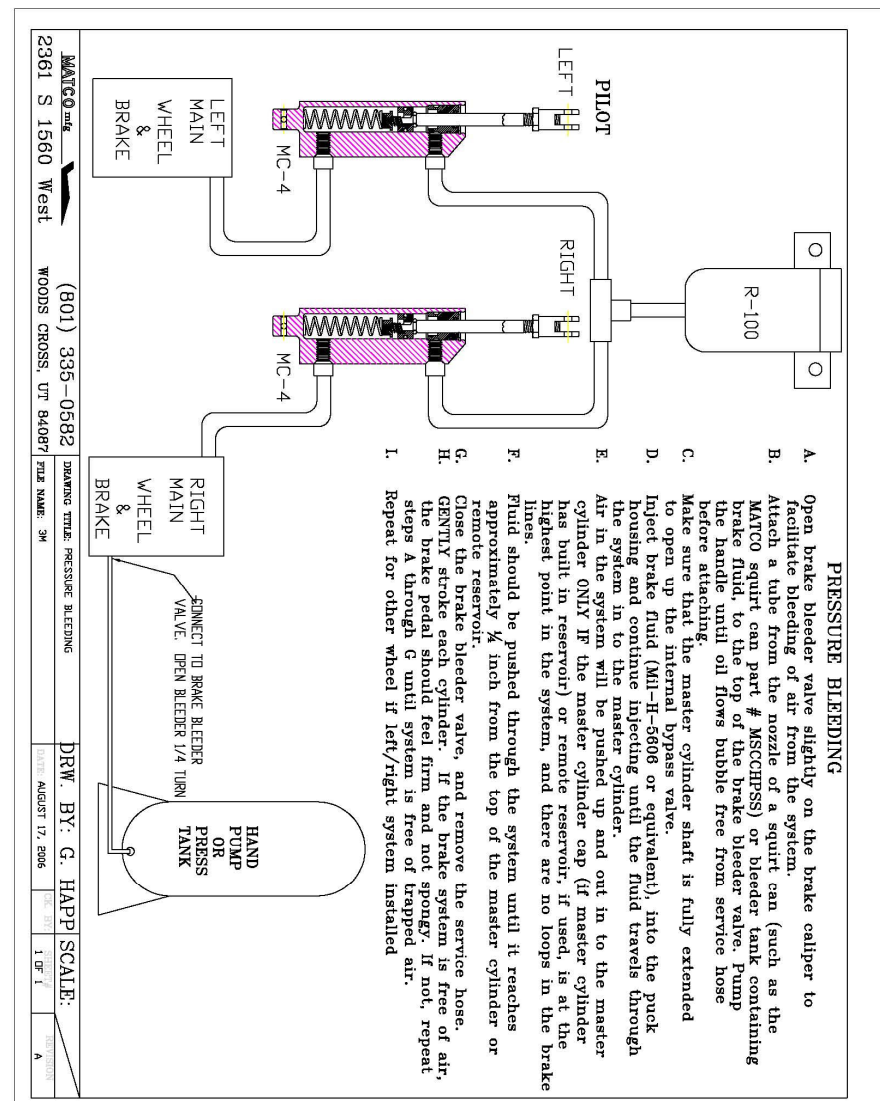 PRESSURE BLEEDING
A. Open brake bleeder valve slightly on the brake caliper to
facilitate bleeding of air from the system.
B. Attach a tube from the nozzle of a squirt can (such as the
MATCO squirt can part # MSCCHPSS) or bleeder tank containing
brake fluid, to the top of the brake bleeder valve. Pump
the handle until oil flows bubble free from service hose
before attaching.
C. Make sure that the master cylinder shaft is fully extended
to open up the internal bypass valve.
D. Inject brake fluid (Mil-H-5606 or equivalent), into the puck
housing and continue injecting until the fluid travels through
the system in to the master cylinder.
E. Air in the system will be pushed up and out in to the master
cylinder ONLY IF the master cylinder cap (if master cylinder
has built in reservoir) or remote reservoir, if used, is at the
highest point in the system, and there are no loops in the brake
lines.
F. Fluid should be pushed through the system until it reaches
approximately ¼ inch from the top of the master cylinder or
remote reservoir.
G. Close the brake bleeder valve, and remove the service hose.
H. GENTLY stroke each cylinder. If the brake system is free of air,
the brake pedal should feel firm and not spongy. If not, repeat
steps A through G until system is free of trapped air.
I. Repeat for other wheel if left/right system installed
R-100
PILOT
LEFT
RIGHT
MC-4
MC-4
LEFT
MAIN
WHEEL
&
BRAKE
RIGHT
MAIN
WHEEL
&
BRAKE
CONNECT TO BRAKE BLEEDER
VALVE. OPEN BLEEDER 1/4 TURN
HAND
PUMP
OR
PRESS
TANK
MATCO mfg
2361 S 1560 West
(801) 335-0582
WOODS CROSS, UT 84087
DRAWING TITLE: PRESSURE BLEEDING
FILE NAME: 3M
DRW. BY: G. HAPP
SCALE:
DATE: AUGUST 17, 2006
CK. BY:
SHEET#
1 OF 1
REVISION
A